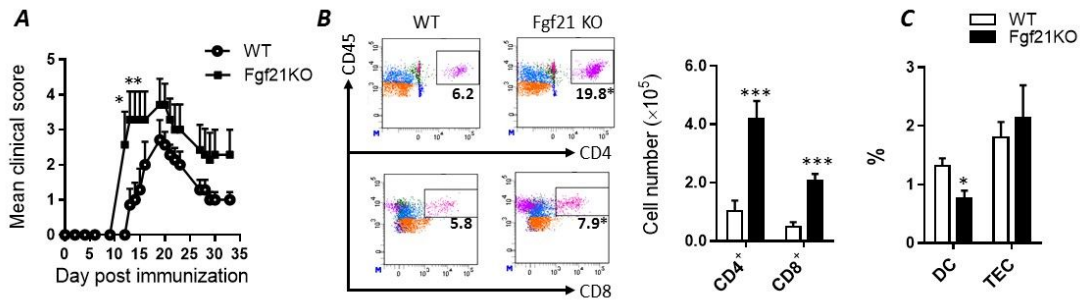 A
WT
Fgf21KO
Mean clinical score
5
4
3
2
1
0
*
**
0 5 10 15 20 25 30 35
Day post immunization
B
WT
Fgf21 KO
CD45
6.2
19.8*
CD4
5.8
7.9*
CD8
M
M
M
M
Cell number (×10⁵)
6.0
4.0
2.0
0.0
***
***
CD4⁺
CD8⁺
C
WT
Fgf21KO
%
3
2
1
0
*
DC
TEC